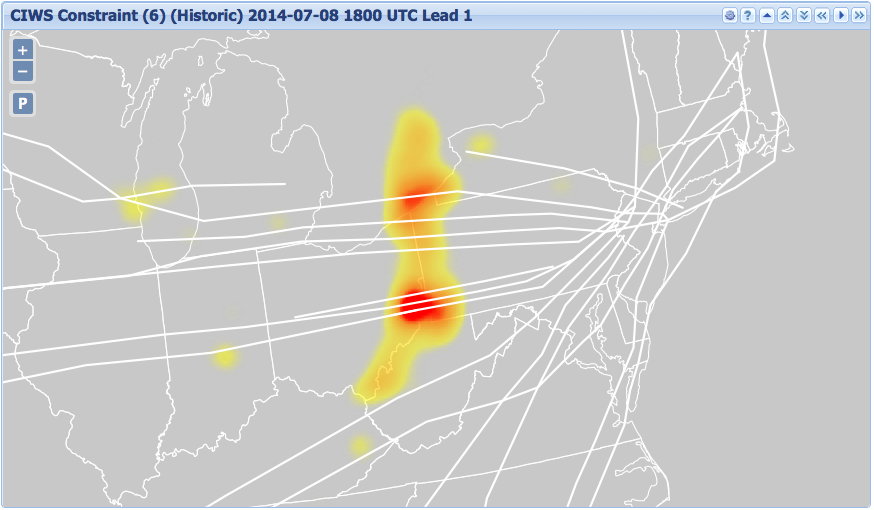 CIWS Constraint (6) (Historic) 2014-07-08 1800 UTC Lead 1
?
+
−
P